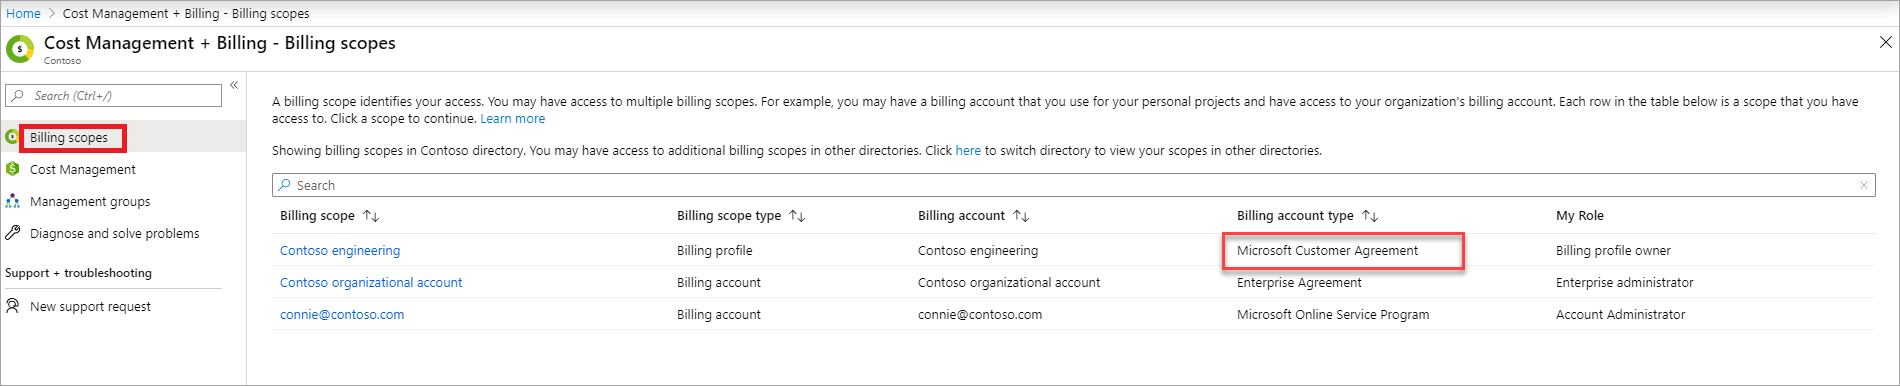 Home > Cost Management + Billing - Billing scopes
Cost Management + Billing - Billing scopes
Contoso
Search (Ctrl+/)
Billing scopes
Cost Management
Management groups
Diagnose and solve problems
Support + troubleshooting
New support request
A billing scope identifies your access. You may have access to multiple billing scopes. For example, you may have a billing account that you use for your personal projects and have access to your organization's billing account. Each row in the table below is a scope that you have
access to. Click a scope to continue. Learn more
Showing billing scopes in Contoso directory. You may have access to additional billing scopes in other directories. Click here to switch directory to view your scopes in other directories.
Search
Billing scope ↑↓ Billing scope type ↑↓ Billing account ↑↓ Billing account type ↑↓ My Role
Contoso engineering Billing profile Contoso engineering Microsoft Customer Agreement Billing profile owner
Contoso organizational account Billing account Contoso organizational account Enterprise Agreement Enterprise administrator
connie@contoso.com Billing account connie@contoso.com Microsoft Online Service Program Account Administrator